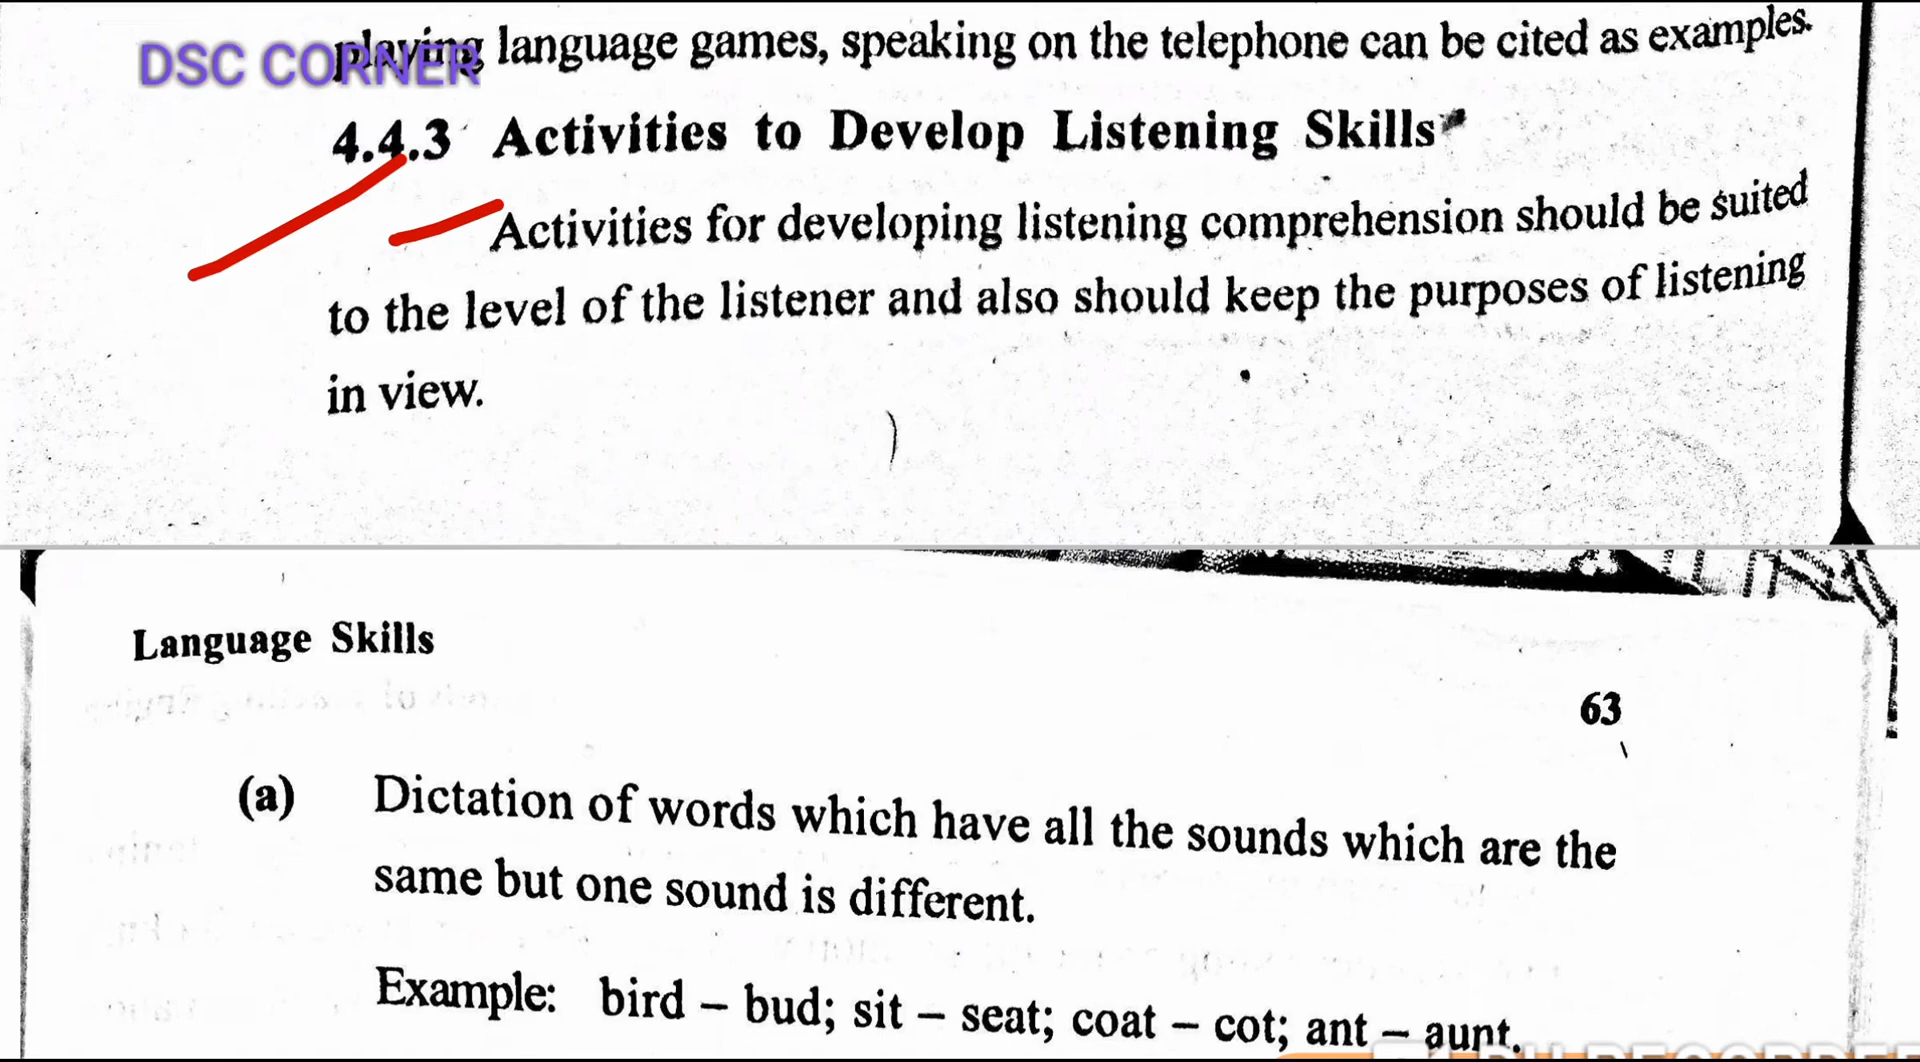 playing language games, speaking on the telephone can be cited as examples.
DSC CORNER
4.4.3 Activities to Develop Listening Skills
Activities for developing listening comprehension should be suited
to the level of the listener and also should keep the purposes of listening
in view.
Language Skills
63
(a) Dictation of words which have all the sounds which are the
same but one sound is different.
Example: bird – bud; sit – seat; coat – cot; ant – aunt.